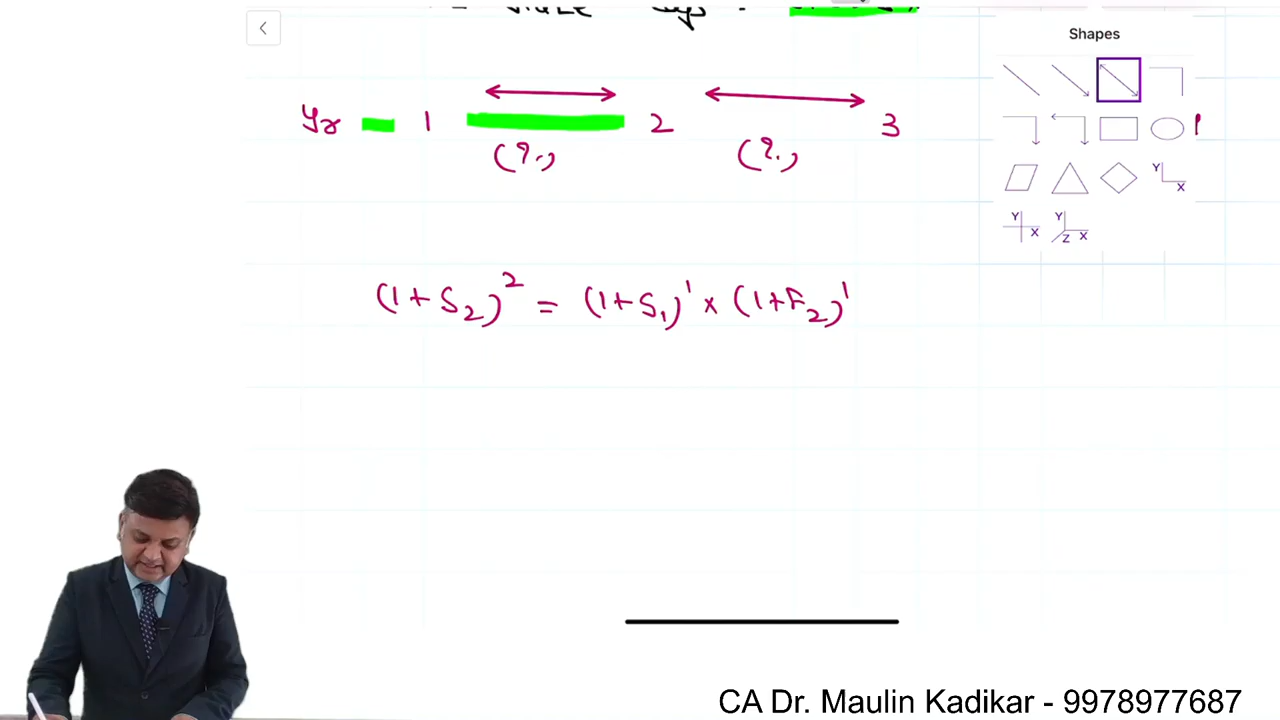 Shapes
Yr 1 2 3
(?.) (?.)
(1+S₂)² = (1+S₁)¹ × (1+F₂)¹
Y X
Y X Y Z X
CA Dr. Maulin Kadikar - 9978977687